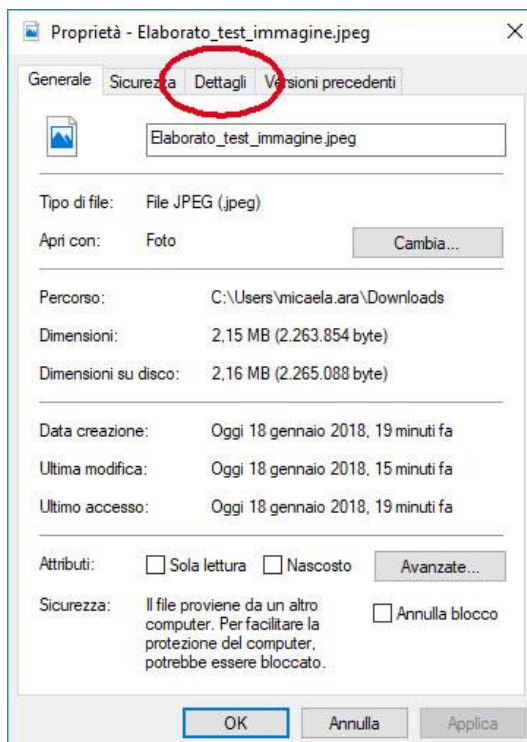 Proprietà - Elaborato_test_immagine.jpeg
Generale Sicurezza Dettagli Versioni precedenti
Elaborato_test_immagine.jpeg
Tipo di file: File JPEG (.jpeg)
Apri con: Foto Cambia...
Percorso: C:\Users\micaela.ara\Downloads
Dimensioni: 2,15 MB (2.263.854 byte)
Dimensioni su disco: 2,16 MB (2.265.088 byte)
Data creazione: Oggi 18 gennaio 2018, 19 minuti fa
Ultima modifica: Oggi 18 gennaio 2018, 15 minuti fa
Ultimo accesso: Oggi 18 gennaio 2018, 19 minuti fa
Attributi: Sola lettura Nascosto Avanzate...
Sicurezza: Il file proviene da un altro
computer. Per facilitare la
protezione del computer,
potrebbe essere bloccato.
Annulla blocco
OK Annulla Applica